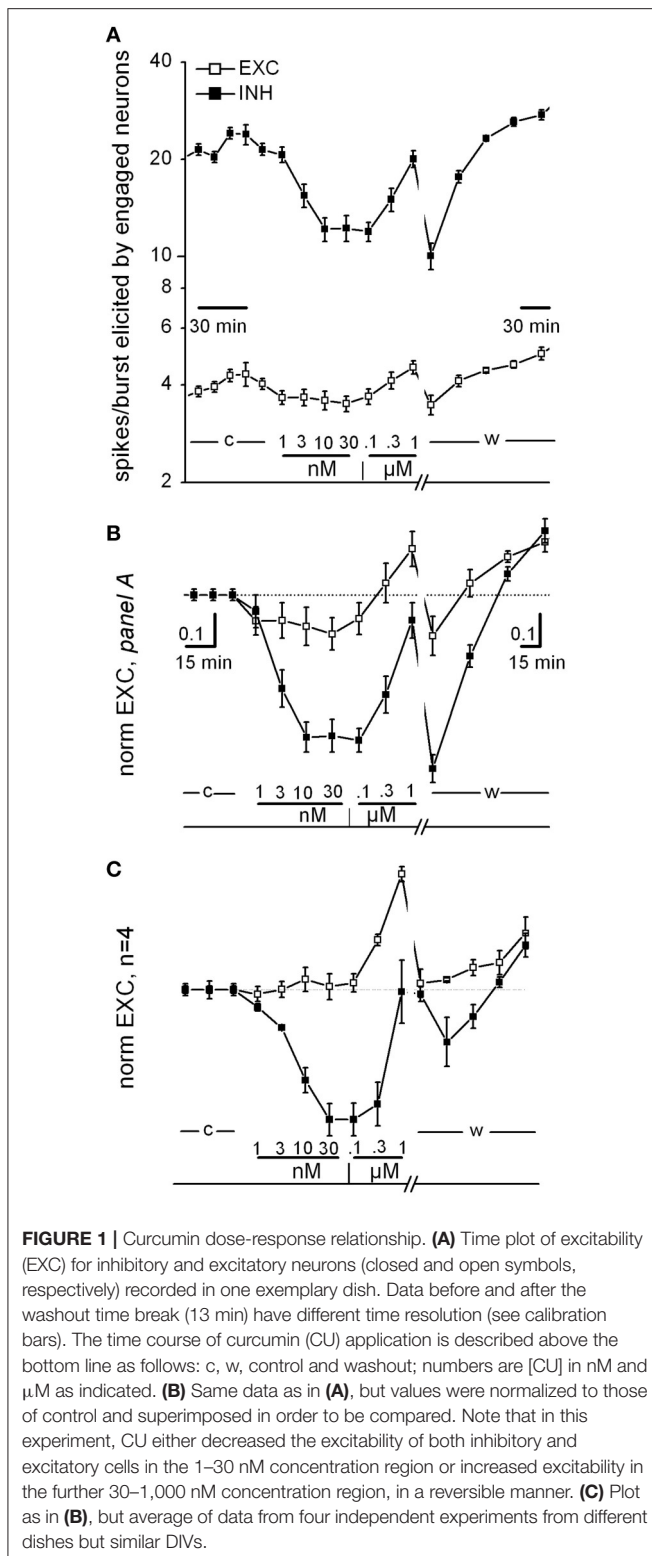 A
EXC
INH
40
20
10
8
6
4
2
spikes/burst elicited by engaged neurons
30 min
30 min
c
1 3 10 30 .1 .3 1
w
nM
µM
B
norm EXC, panel A
0.1
15 min
0.1
15 min
c
1 3 10 30 .1 .3 1
w
nM
µM
C
norm EXC, n=4
c
1 3 10 30 .1 .3 1
w
nM
µM
FIGURE 1 | Curcumin dose-response relationship. (A) Time plot of excitability
(EXC) for inhibitory and excitatory neurons (closed and open symbols,
respectively) recorded in one exemplary dish. Data before and after the
washout time break (13 min) have different time resolution (see calibration
bars). The time course of curcumin (CU) application is described above the
bottom line as follows: c, w, control and washout; numbers are [CU] in nM and
µM as indicated. (B) Same data as in (A), but values were normalized to those
of control and superimposed in order to be compared. Note that in this
experiment, CU either decreased the excitability of both inhibitory and
excitatory cells in the 1–30 nM concentration region or increased excitability in
the further 30–1,000 nM concentration region, in a reversible manner. (C) Plot
as in (B), but average of data from four independent experiments from different
dishes but similar DIVs.